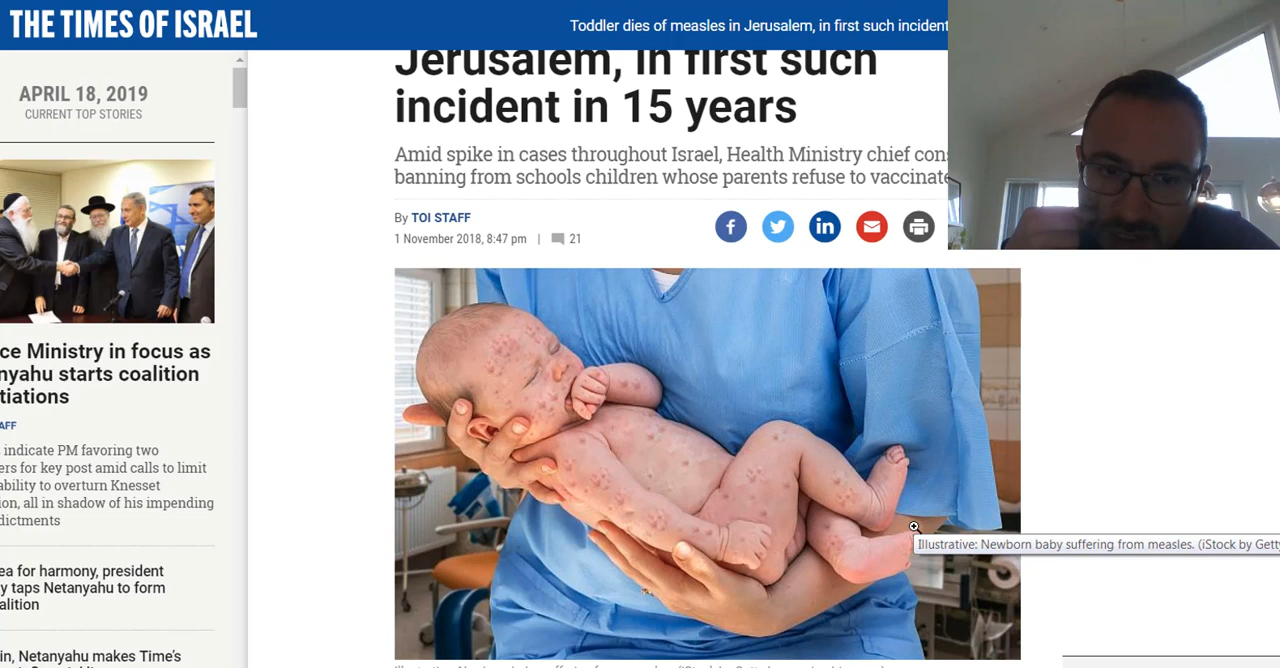 THE TIMES OF ISRAEL
Toddler dies of measles in Jerusalem, in first such incident
APRIL 18, 2019
CURRENT TOP STORIES
ce Ministry in focus as
nyahu starts coalition
tiations
AFF
indicate PM favoring two
ers for key post amid calls to limit
ability to overturn Knesset
ion, all in shadow of his impending
dictments
ea for harmony, president
y taps Netanyahu to form
alition
in, Netanyahu makes Time's
Jerusalem, in first such
incident in 15 years
Amid spike in cases throughout Israel, Health Ministry chief con
banning from schools children whose parents refuse to vaccinate
By TOI STAFF
1 November 2018, 8:47 pm | 21
Illustrative: Newborn baby suffering from measles. (iStock by Gett